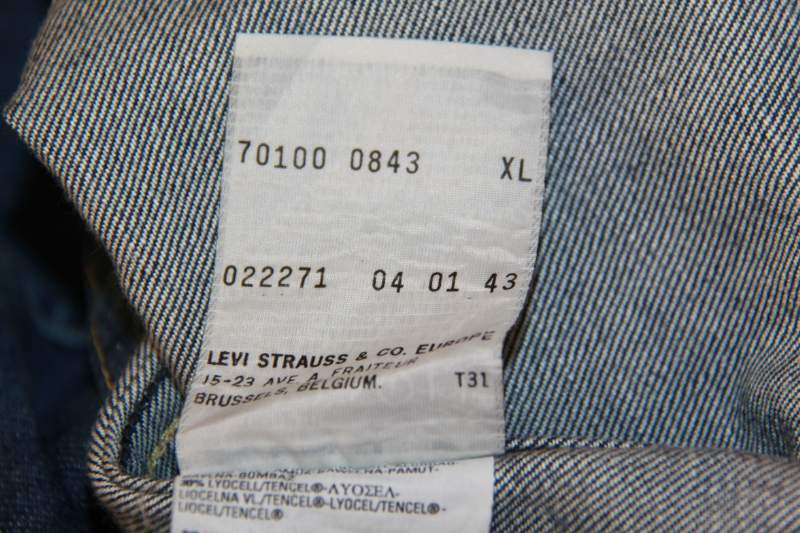 70100 0843 XL
022271 04 01 43
LEVI STRAUSS & CO. EUROPE
15-23 AVE A. FRAITEUR
BRUSSELS, BELGIUM. T31
-PAMUT-
LYOCELL/TENCEL®-ΛΥΟΣΕΛ-
LIOCELNA VL/TENCEL®-LYOCEL/TENCEL®-
LIOCEL/TENCEL®